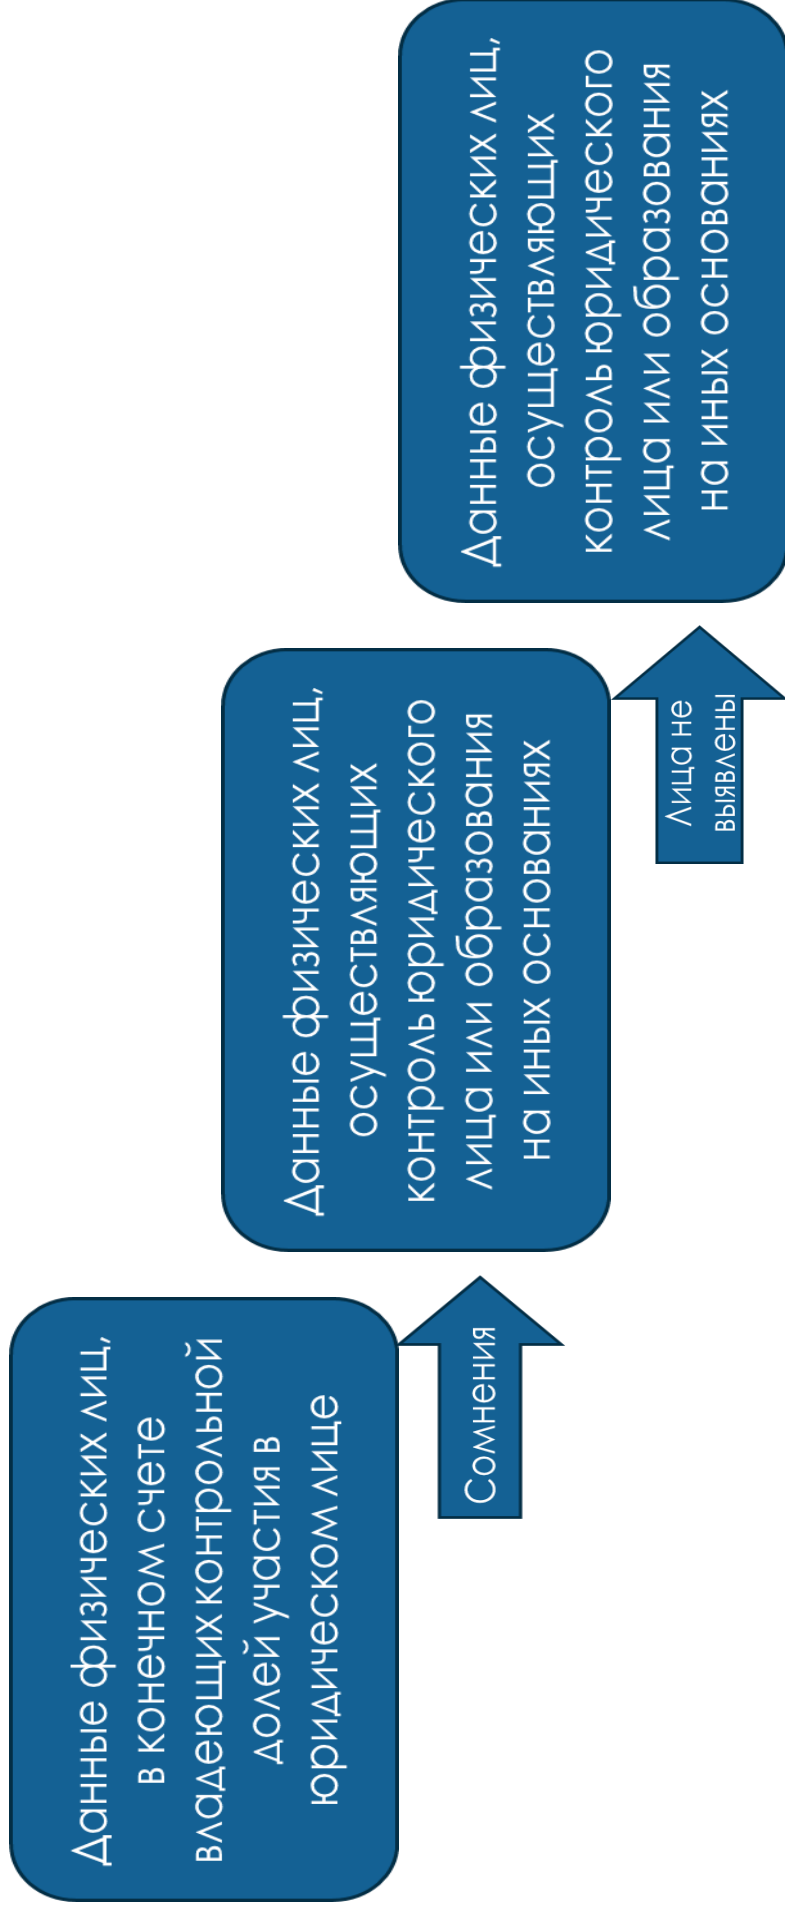 Данные физических лиц,
в конечном счете
владеющих контрольной
долей участия в
юридическом лице
Сомнения
Данные физических лиц,
осуществляющих
контроль юридического
лица или образования
на иных основаниях
Лица не
выявлены
Данные физических лиц,
осуществляющих
контроль юридического
лица или образования
на иных основаниях